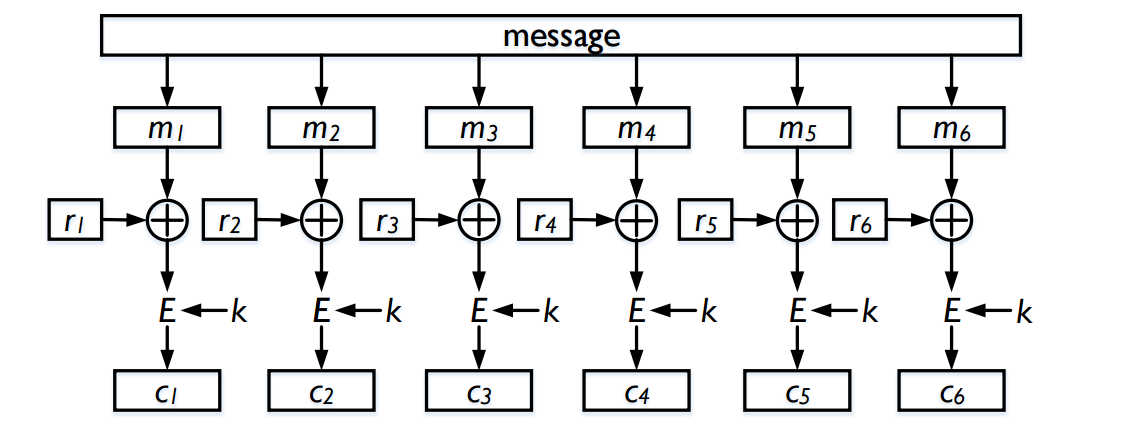 message
m1 m2 m3 m4 m5 m6
r1 r2 r3 r4 r5 r6
E k E k E k E k E k E k
c1 c2 c3 c4 c5 c6